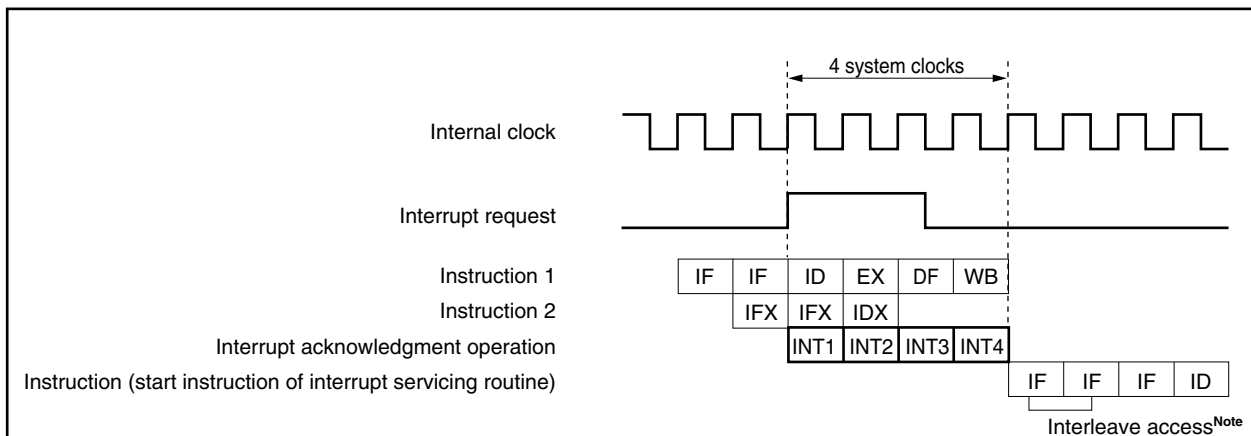 4 system clocks
Internal clock
Interrupt request
Instruction 1 IF IF ID EX DF WB
Instruction 2 IFX IFX IDX
Interrupt acknowledgment operation INT1 INT2 INT3 INT4
Instruction (start instruction of interrupt servicing routine) IF IF IF ID
Interleave accessNote